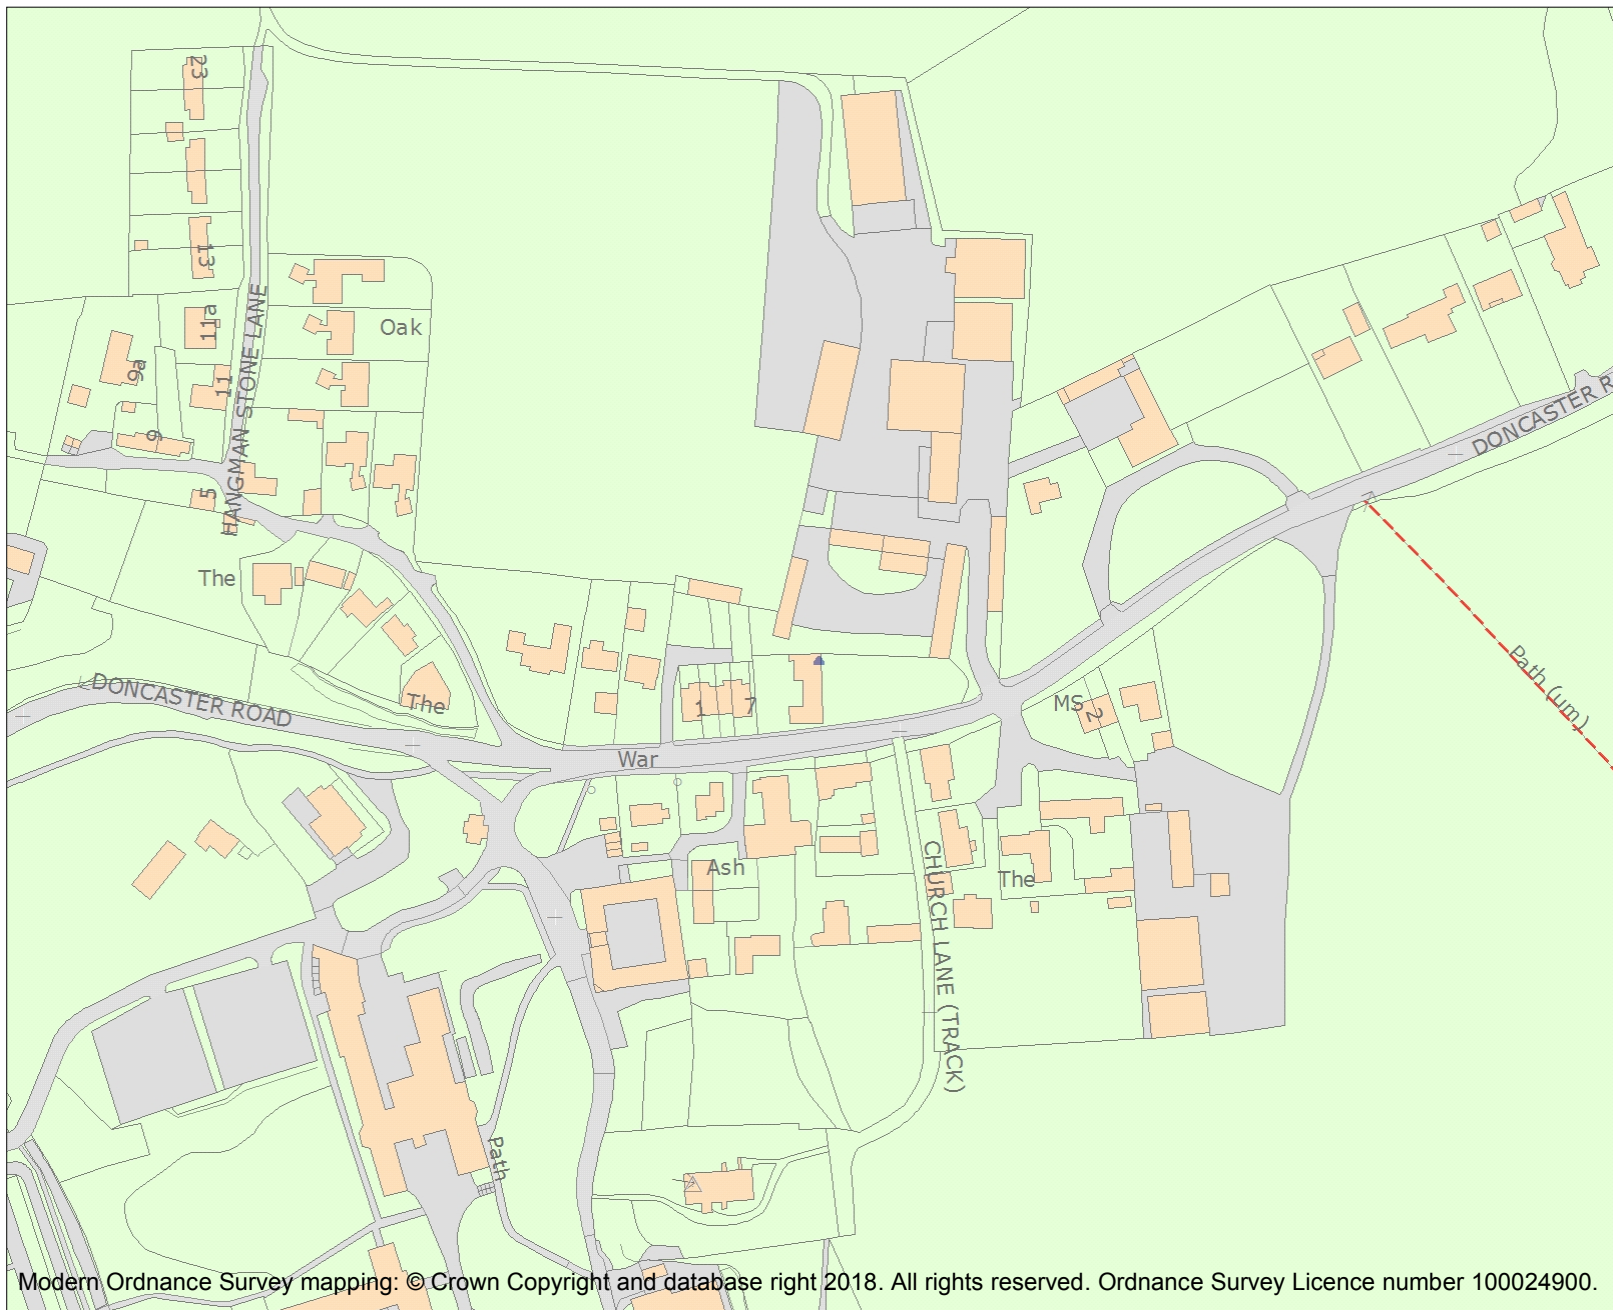 23
13
11a
Oak
9a
11
HANGMAN STONE LANE
9
5
DONCASTER R
The
DONCASTER ROAD
The
1
7
MS
2
Path (um)
War
Ash
CHURCH LANE (TRACK)
The
Path
Modern Ordnance Survey mapping: © Crown Copyright and database right 2018. All rights reserved. Ordnance Survey Licence number 100024900.